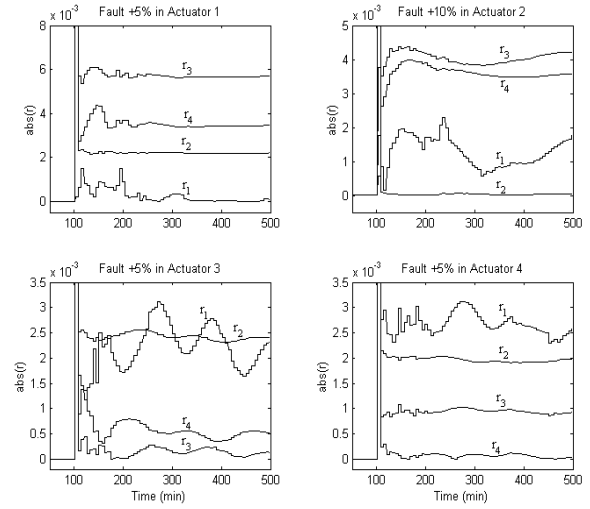 Fault +5% in Actuator 1
x 10^-3
8
6
4
2
0
abs(r)
r3
r4
r2
r1
100 200 300 400 500
Fault +10% in Actuator 2
x 10^-3
5
4
3
2
1
0
abs(r)
r3
r4
r1
r2
100 200 300 400 500
Fault +5% in Actuator 3
x 10^-3
3.5
3
2.5
2
1.5
1
0.5
0
abs(r)
r1
r2
r4
r3
100 200 300 400 500
Time (min)
Fault +5% in Actuator 4
x 10^-3
3.5
3
2.5
2
1.5
1
0.5
0
abs(r)
r1
r2
r3
r4
100 200 300 400 500
Time (min)